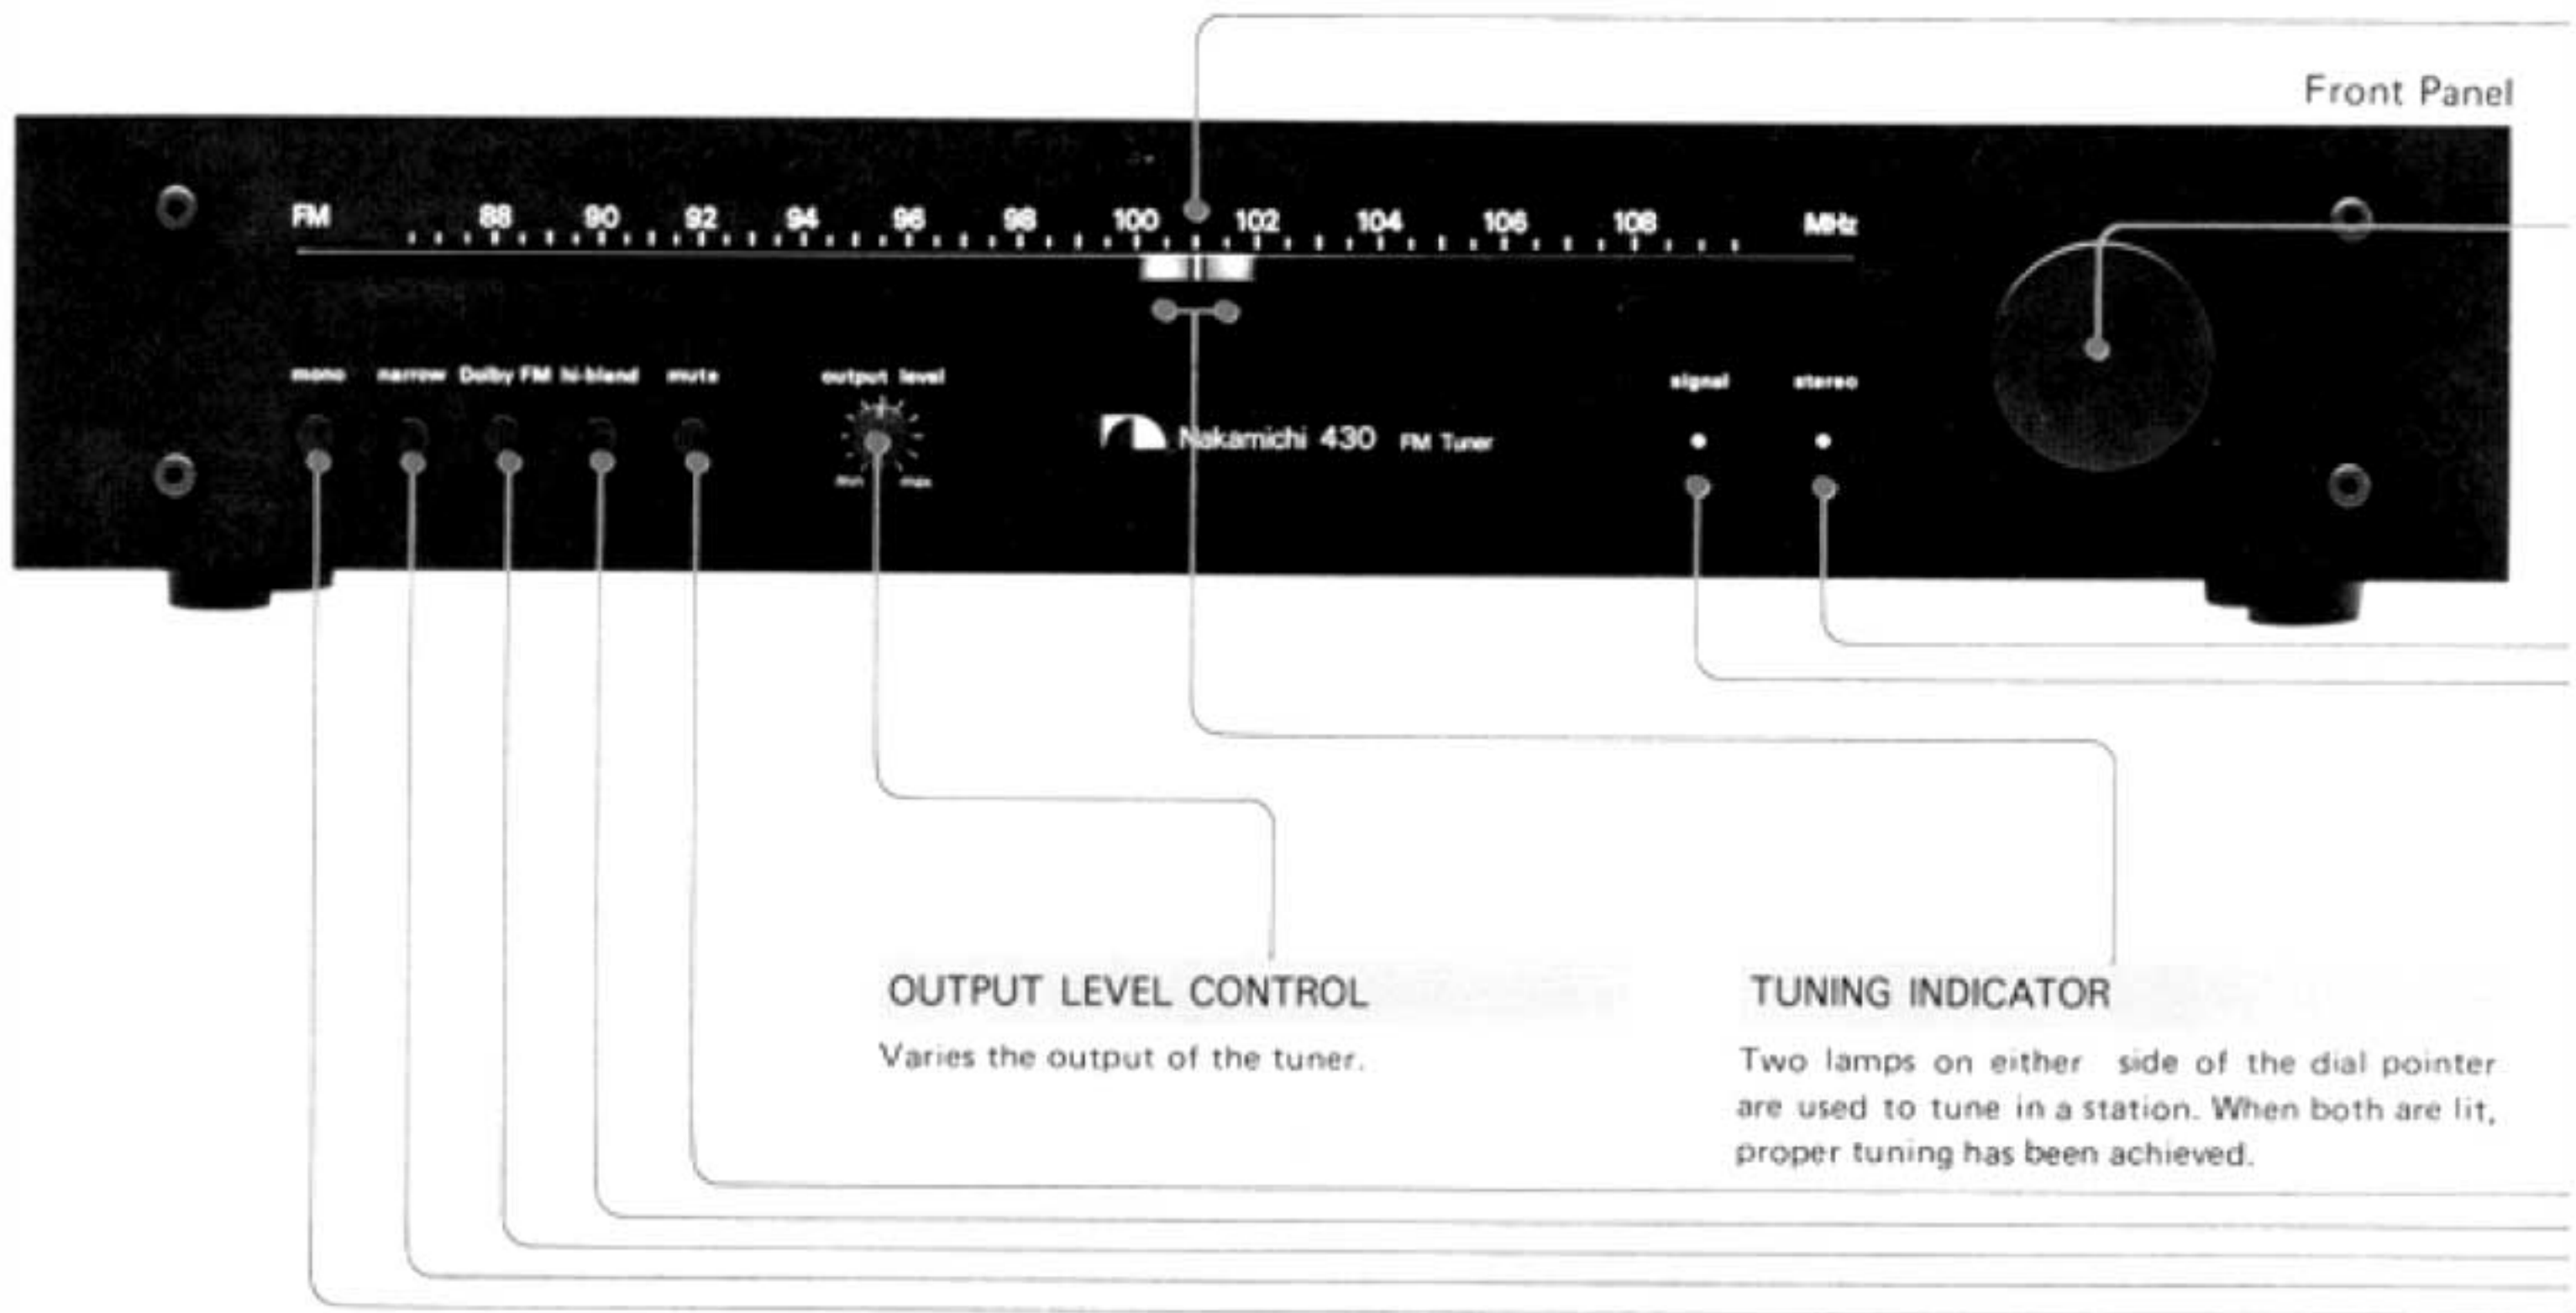 Front Panel
FM 88 90 92 94 96 98 100 102 104 106 108 MHz
mono narrow Dolby FM hi-blend mute output level signal stereo
Nakamichi 430 FM Tuner
min max
OUTPUT LEVEL CONTROL
Varies the output of the tuner.
TUNING INDICATOR
Two lamps on either side of the dial pointer
are used to tune in a station. When both are lit,
proper tuning has been achieved.